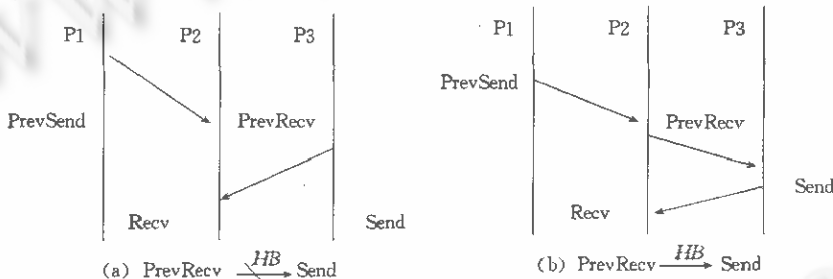 P1 P2 P3
PrevSend PrevRecv
Recv Send
(a) PrevRecv HB Send
P1 P2 P3
PrevSend
PrevRecv
Send
Recv
(b) PrevRecv HB Send